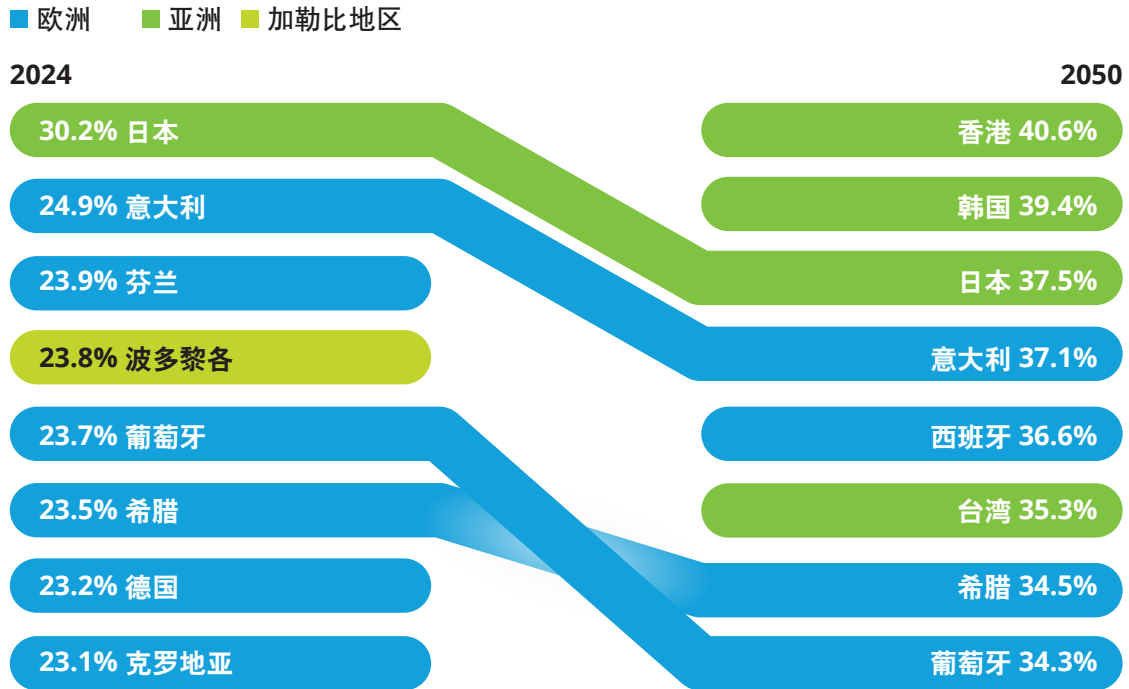 欧洲 亚洲 加勒比地区
2024 2050
30.2% 日本 香港 40.6%
24.9% 意大利 韩国 39.4%
23.9% 芬兰 日本 37.5%
23.8% 波多黎各 意大利 37.1%
23.7% 葡萄牙 西班牙 36.6%
23.5% 希腊 台湾 35.3%
23.2% 德国 希腊 34.5%
23.1% 克罗地亚 葡萄牙 34.3%